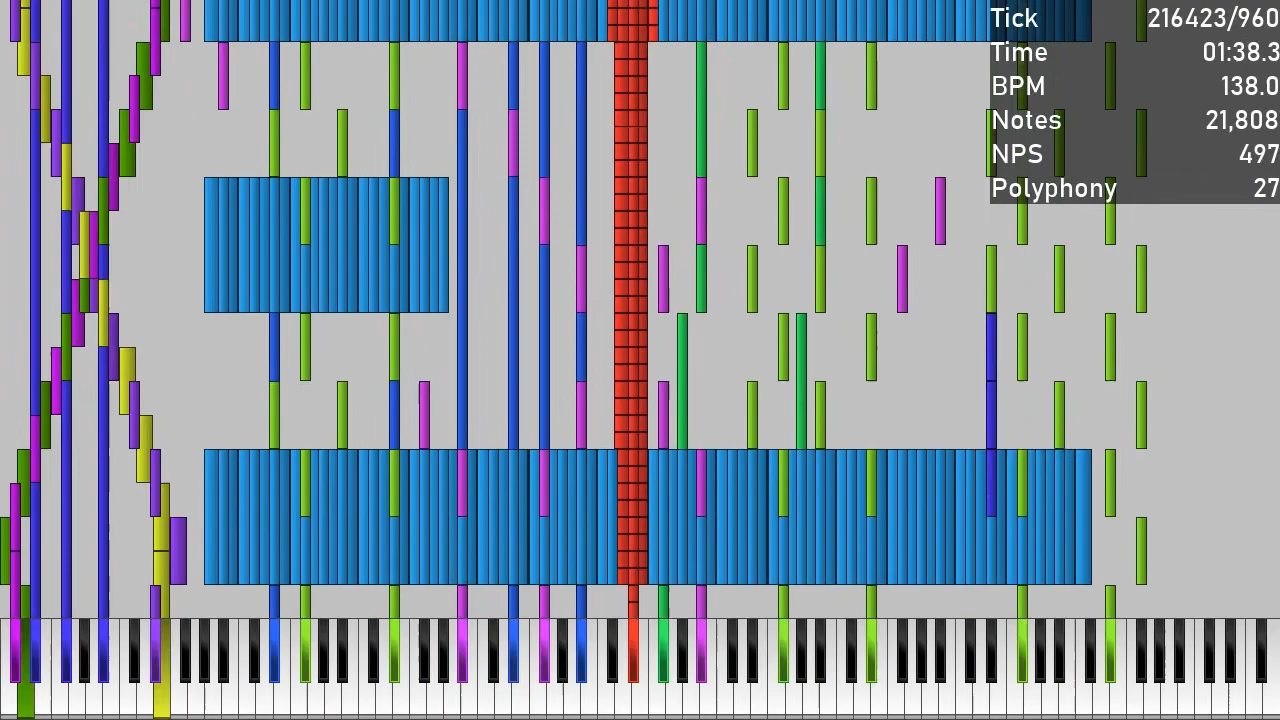 Tick 216423/960
Time 01:38.3
BPM 138.0
Notes 21,808
NPS 497
Polyphony 27